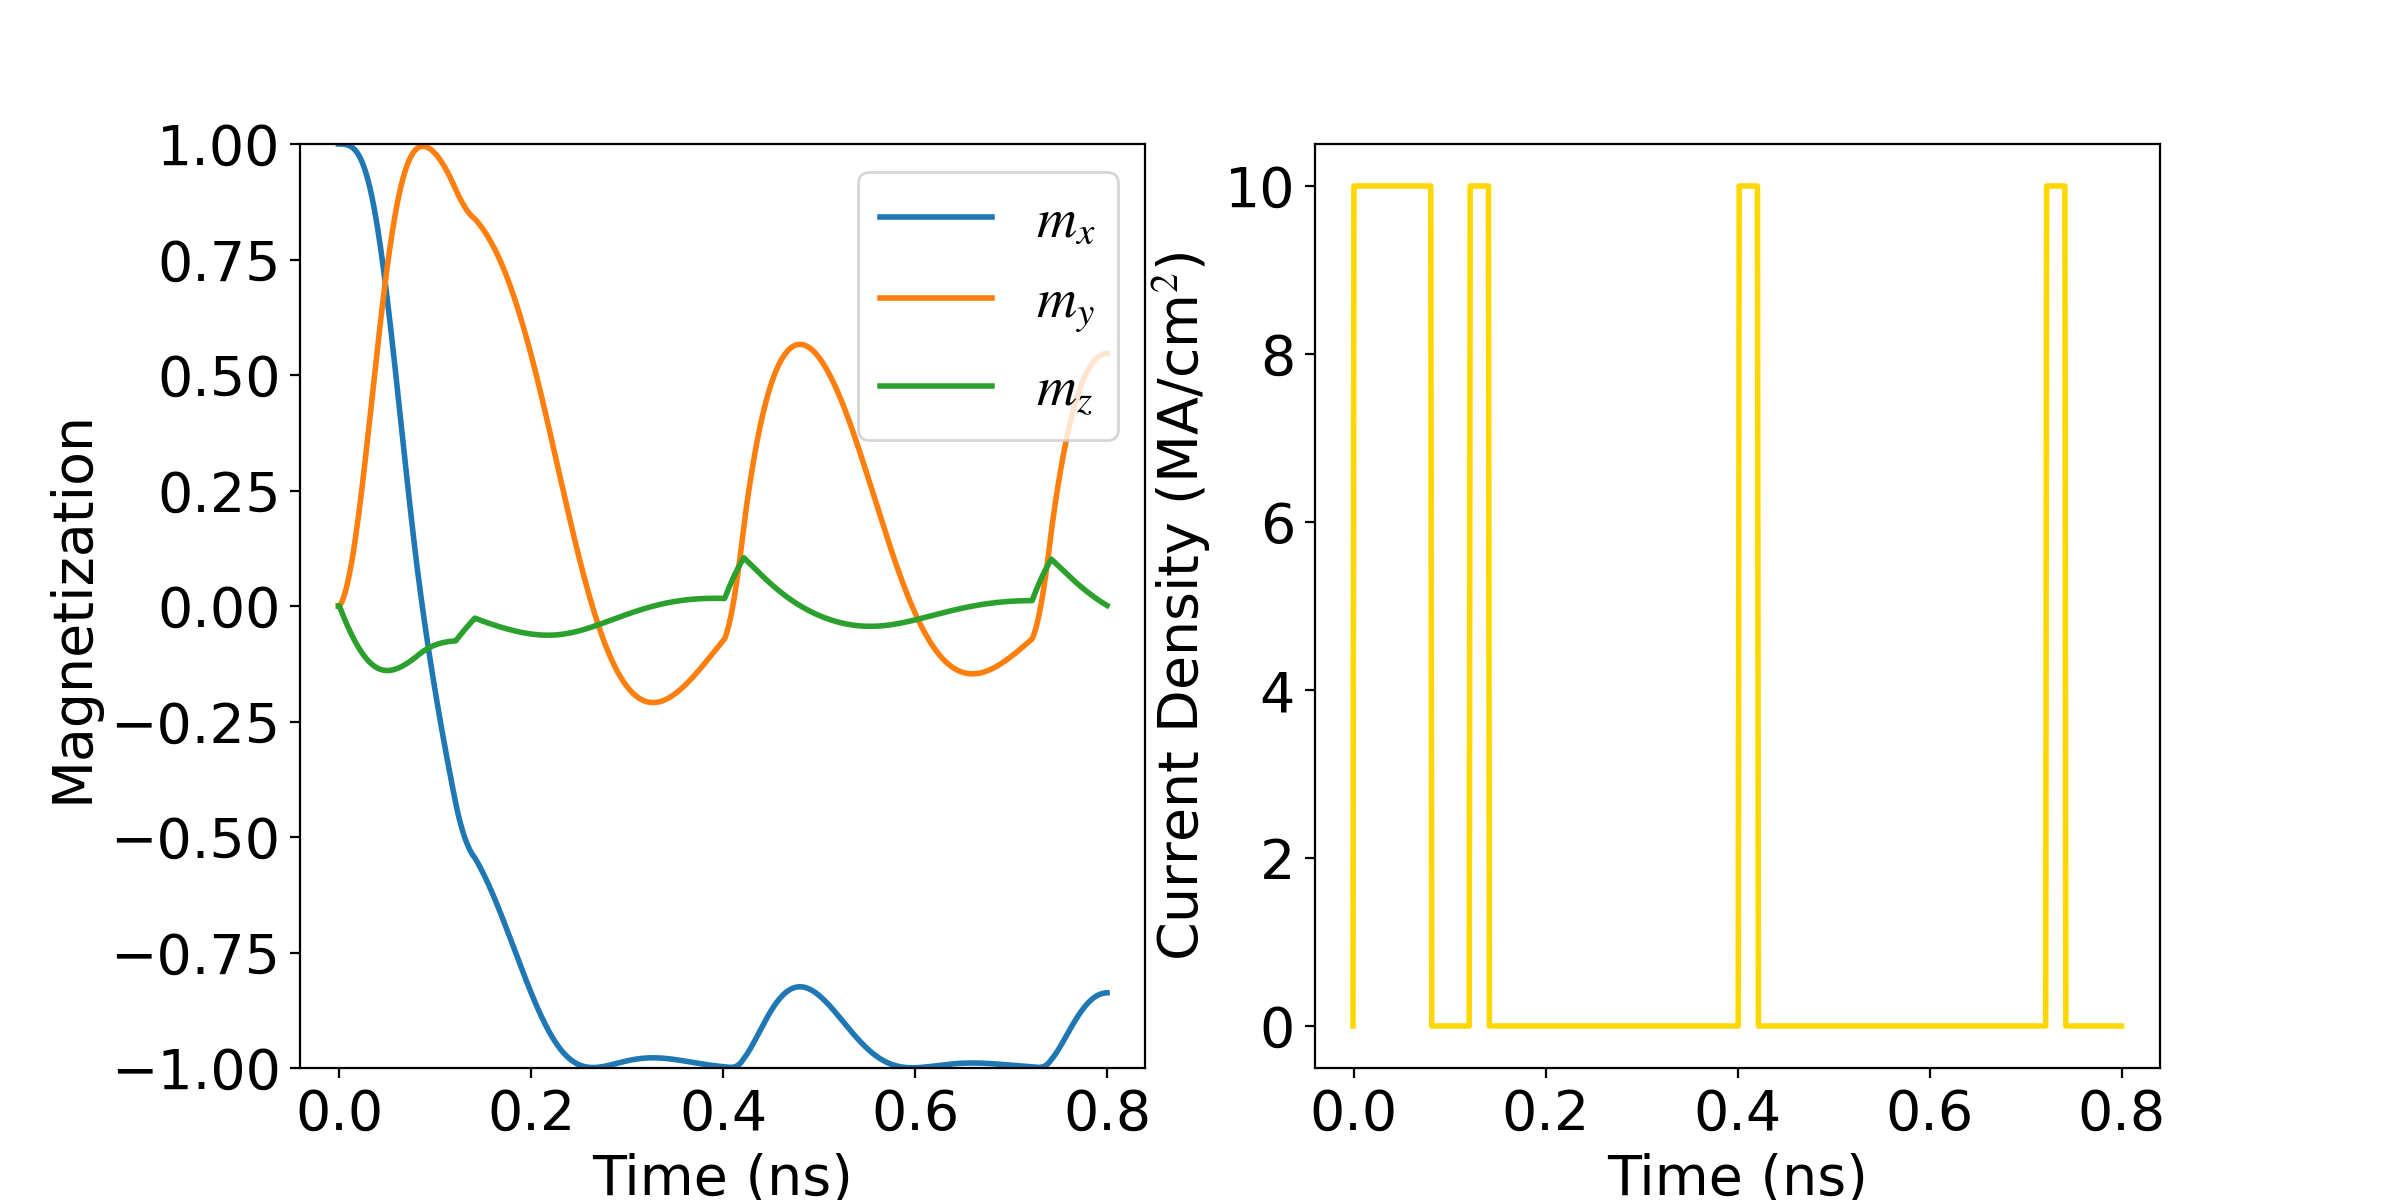 Magnetization
1.00
0.75
0.50
0.25
0.00
−0.25
−0.50
−0.75
−1.00
0.0 0.2 0.4 0.6 0.8
Time (ns)
m_x
m_y
m_z
Current Density (MA/cm²)
10
8
6
4
2
0
0.0 0.2 0.4 0.6 0.8
Time (ns)